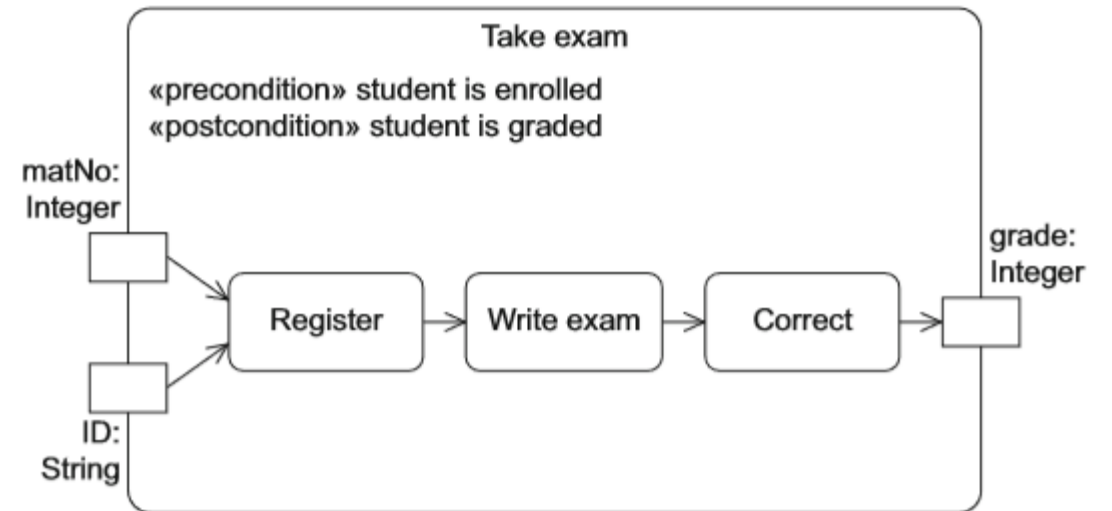 Take exam
«precondition» student is enrolled
«postcondition» student is graded
matNo:
Integer
grade:
Integer
Register
Write exam
Correct
ID:
String